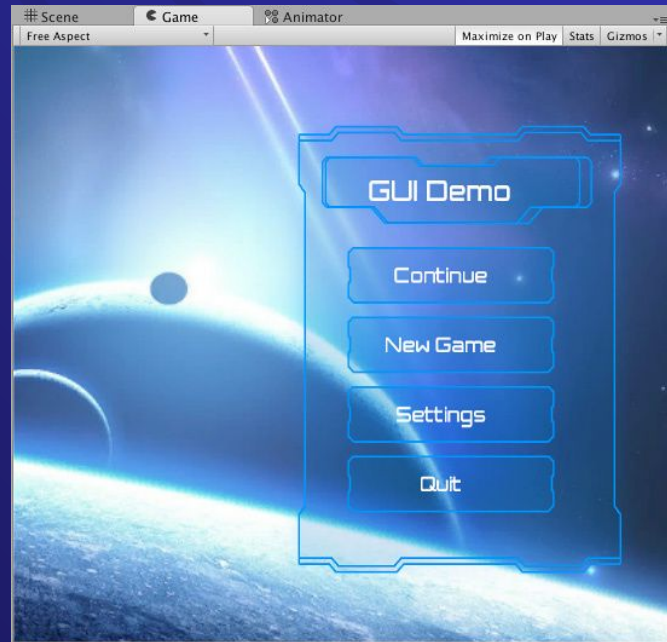 Scene Game Animator
Free Aspect Maximize on Play Stats Gizmos
GUI Demo
Continue
New Game
Settings
Quit